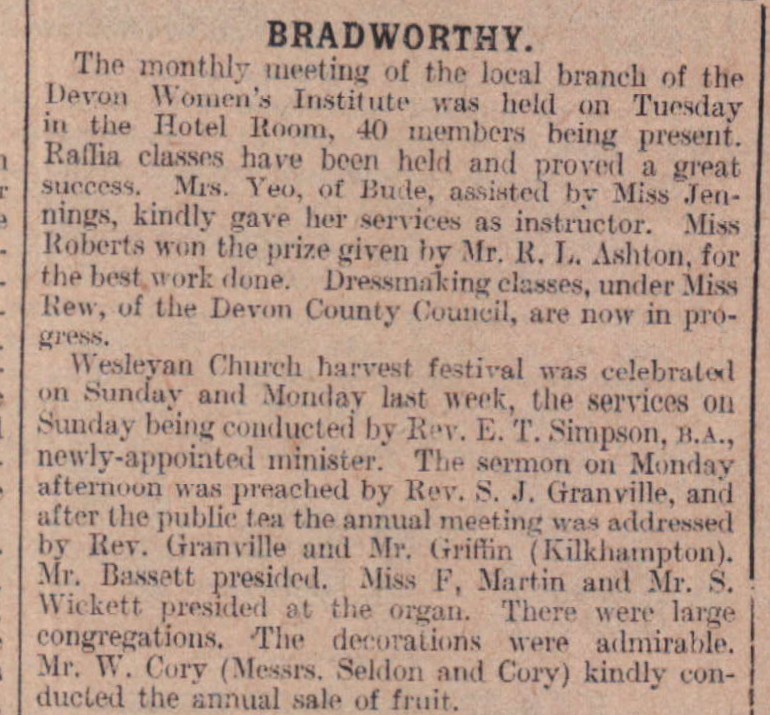 BRADWORTHY.
The monthly meeting of the local branch of the
Devon Women's Institute was held on Tuesday
in the Hotel Room, 40 members being present.
Raffia classes have been held and proved a great
success. Mrs. Yeo, of Bude, assisted by Miss Jen-
nings, kindly gave her services as instructor. Miss
Roberts won the prize given by Mr. R. L. Ashton, for
the best work done. Dressmaking classes, under Miss
Rew, of the Devon County Council, are now in pro-
gress.
Wesleyan Church harvest festival was celebrated
on Sunday and Monday last week, the services on
Sunday being conducted by Rev. E. T. Simpson, B.A.,
newly-appointed minister. The sermon on Monday
afternoon was preached by Rev. S. J. Granville, and
after the public tea the annual meeting was addressed
by Rev. Granville and Mr. Griffin (Kilkhampton).
Mr. Bassett presided. Miss F, Martin and Mr. S.
Wickett presided at the organ. There were large
congregations. The decorations were admirable.
Mr. W. Cory (Messrs. Seldon and Cory) kindly con-
ducted the annual sale of fruit.